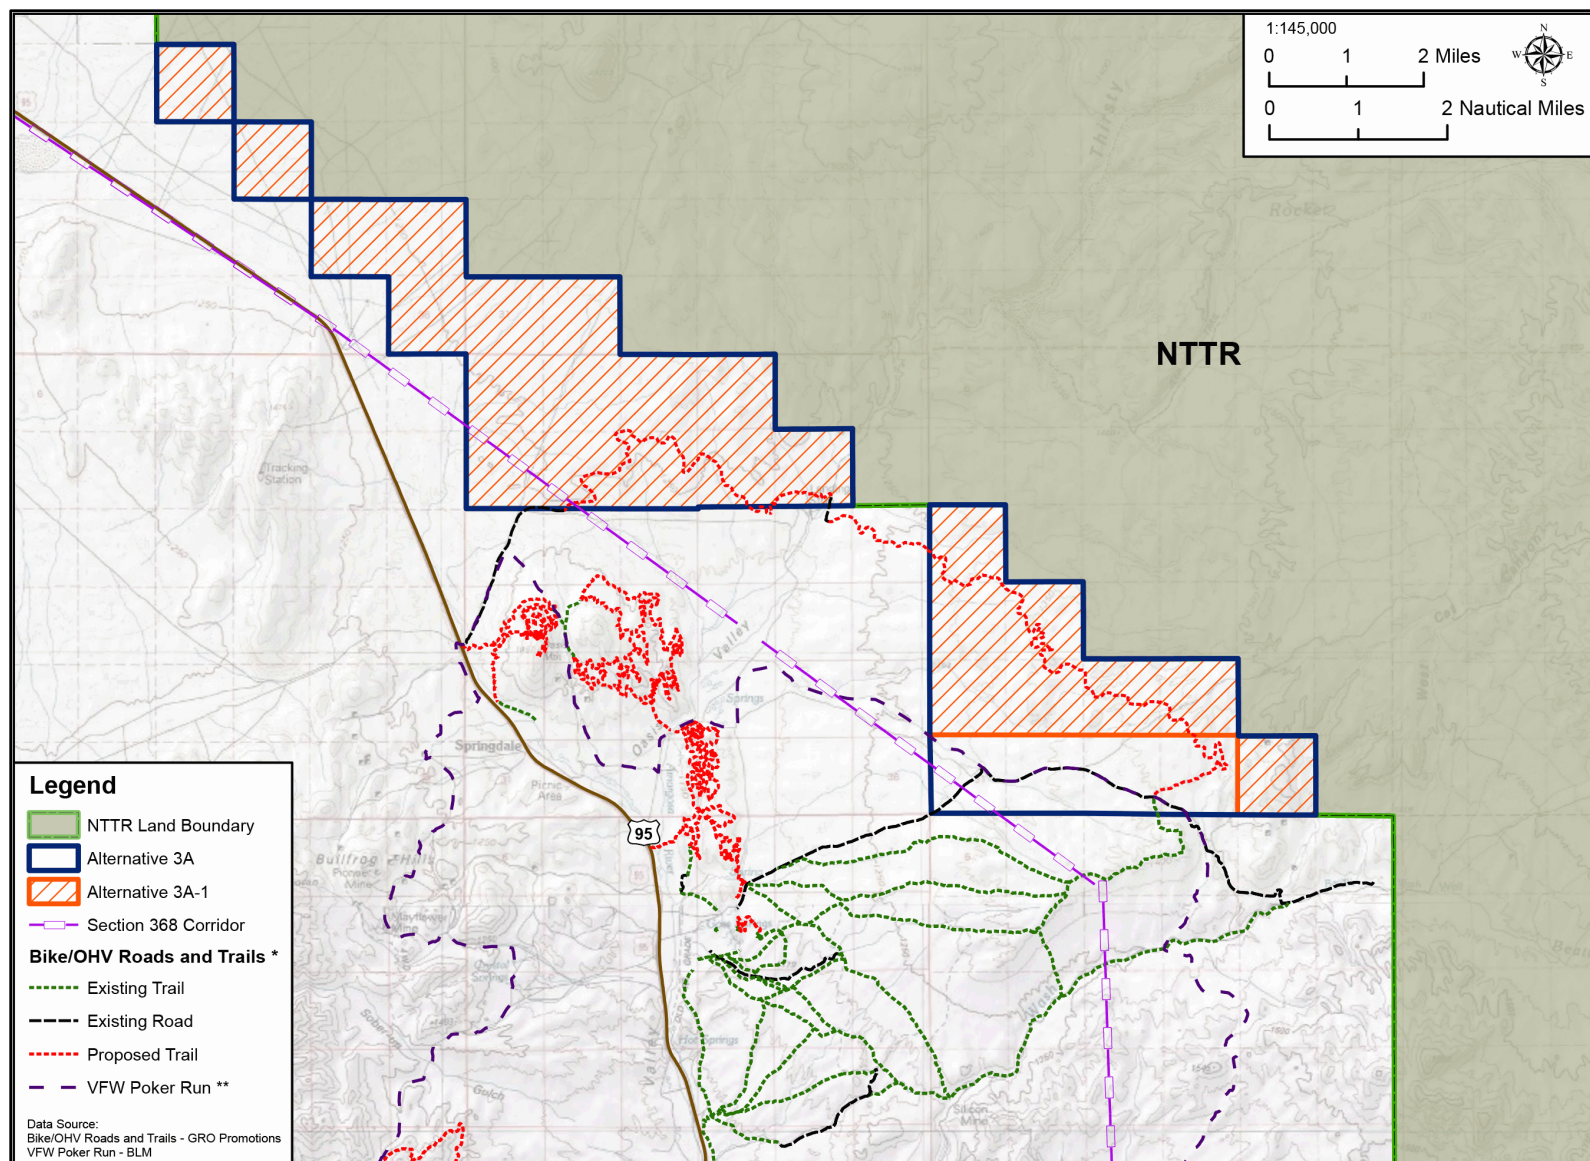 1:145,000
0 1 2 Miles
0 1 2 Nautical Miles
N
W E
S
Thirsty
Rocket
NTTR
Tracking
Station
Valley
Oasis
Springs
Springdale
Picnic
Area
95
Bullfrog Hills
Mayflower
Hot Springs
Valley
Gulch
Silicon
Mine
Legend
NTTR Land Boundary
Alternative 3A
Alternative 3A-1
Section 368 Corridor
Bike/OHV Roads and Trails *
Existing Trail
Existing Road
Proposed Trail
VFW Poker Run **
Data Source:
Bike/OHV Roads and Trails - GRO Promotions
VFW Poker Run - BLM